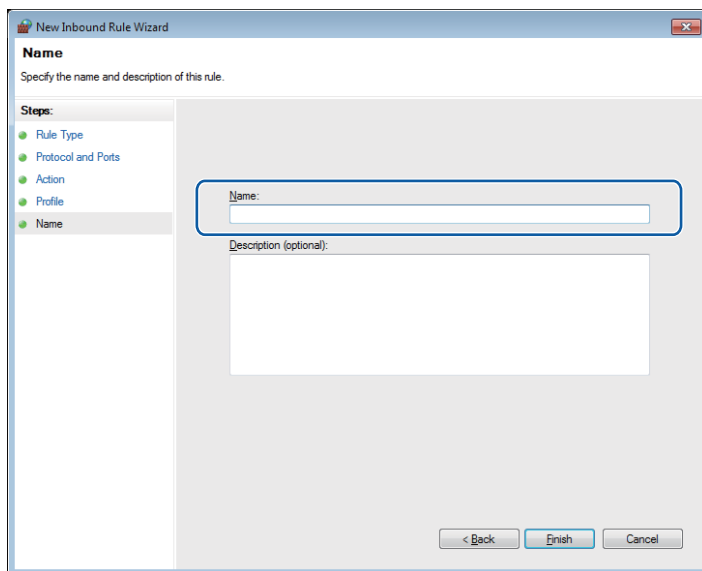 New Inbound Rule Wizard
Name
Specify the name and description of this rule.
Steps:
Rule Type
Protocol and Ports
Action
Profile
Name
Name:
Description (optional):
< Back
Finish
Cancel